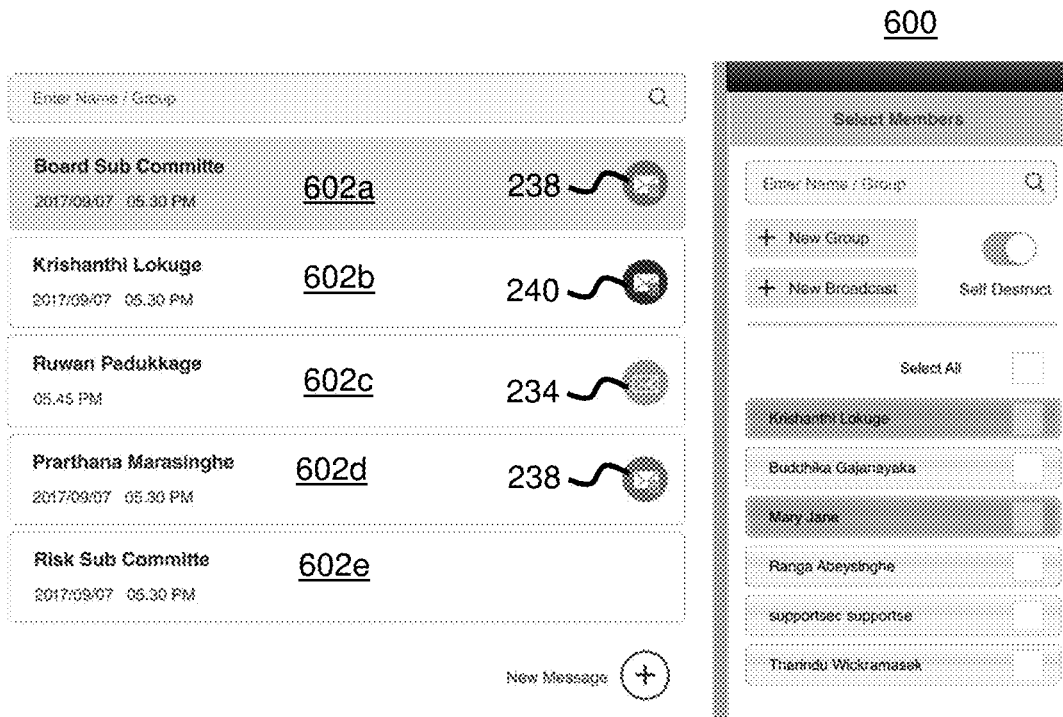 600
Enter Name / Group
Board Sub Committe
2017/09/07 05.30 PM
602a
238
Krishanthi Lokuge
2017/09/07 05.30 PM
602b
240
Ruwan Padukkage
05.45 PM
602c
234
Prarthana Marasinghe
2017/09/07 05.30 PM
602d
238
Risk Sub Committe
2017/09/07 05.30 PM
602e
New Message
Select Members
Enter Name / Group
+ New Group
+ New Broadcast
Self Destruct
Select All
Krishanthi Lokuge
Buddhika Gajanayaka
Mary Jane
Ranga Abeysinghe
supportsec supportse
Tharindu Wickramasek